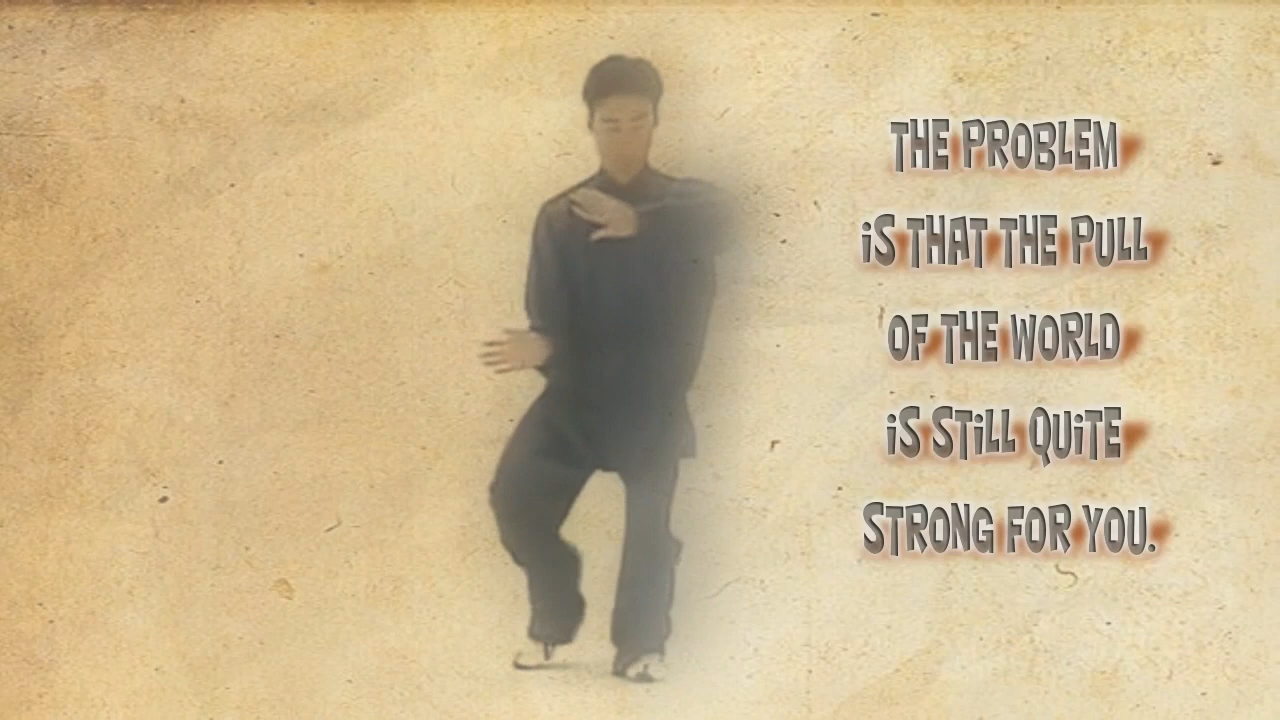 THE PROBLEM
iS THAT THE PULL
OF THE WORLD
iS STiLL QUiTE
STRONG FOR YOU.